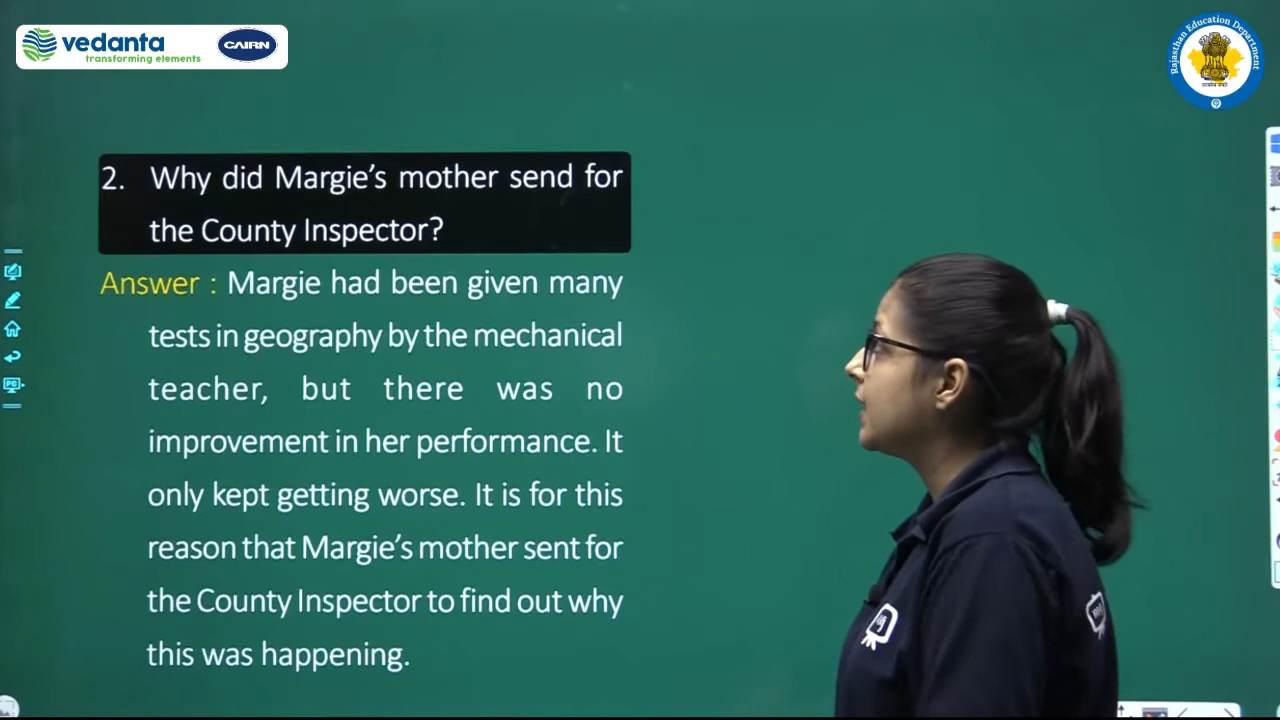 vedanta
transforming elements
CAIRN
Rajasthan Education Department
2. Why did Margie’s mother send for
the County Inspector?
Answer : Margie had been given many
tests in geography by the mechanical
teacher, but there was no
improvement in her performance. It
only kept getting worse. It is for this
reason that Margie’s mother sent for
the County Inspector to find out why
this was happening.